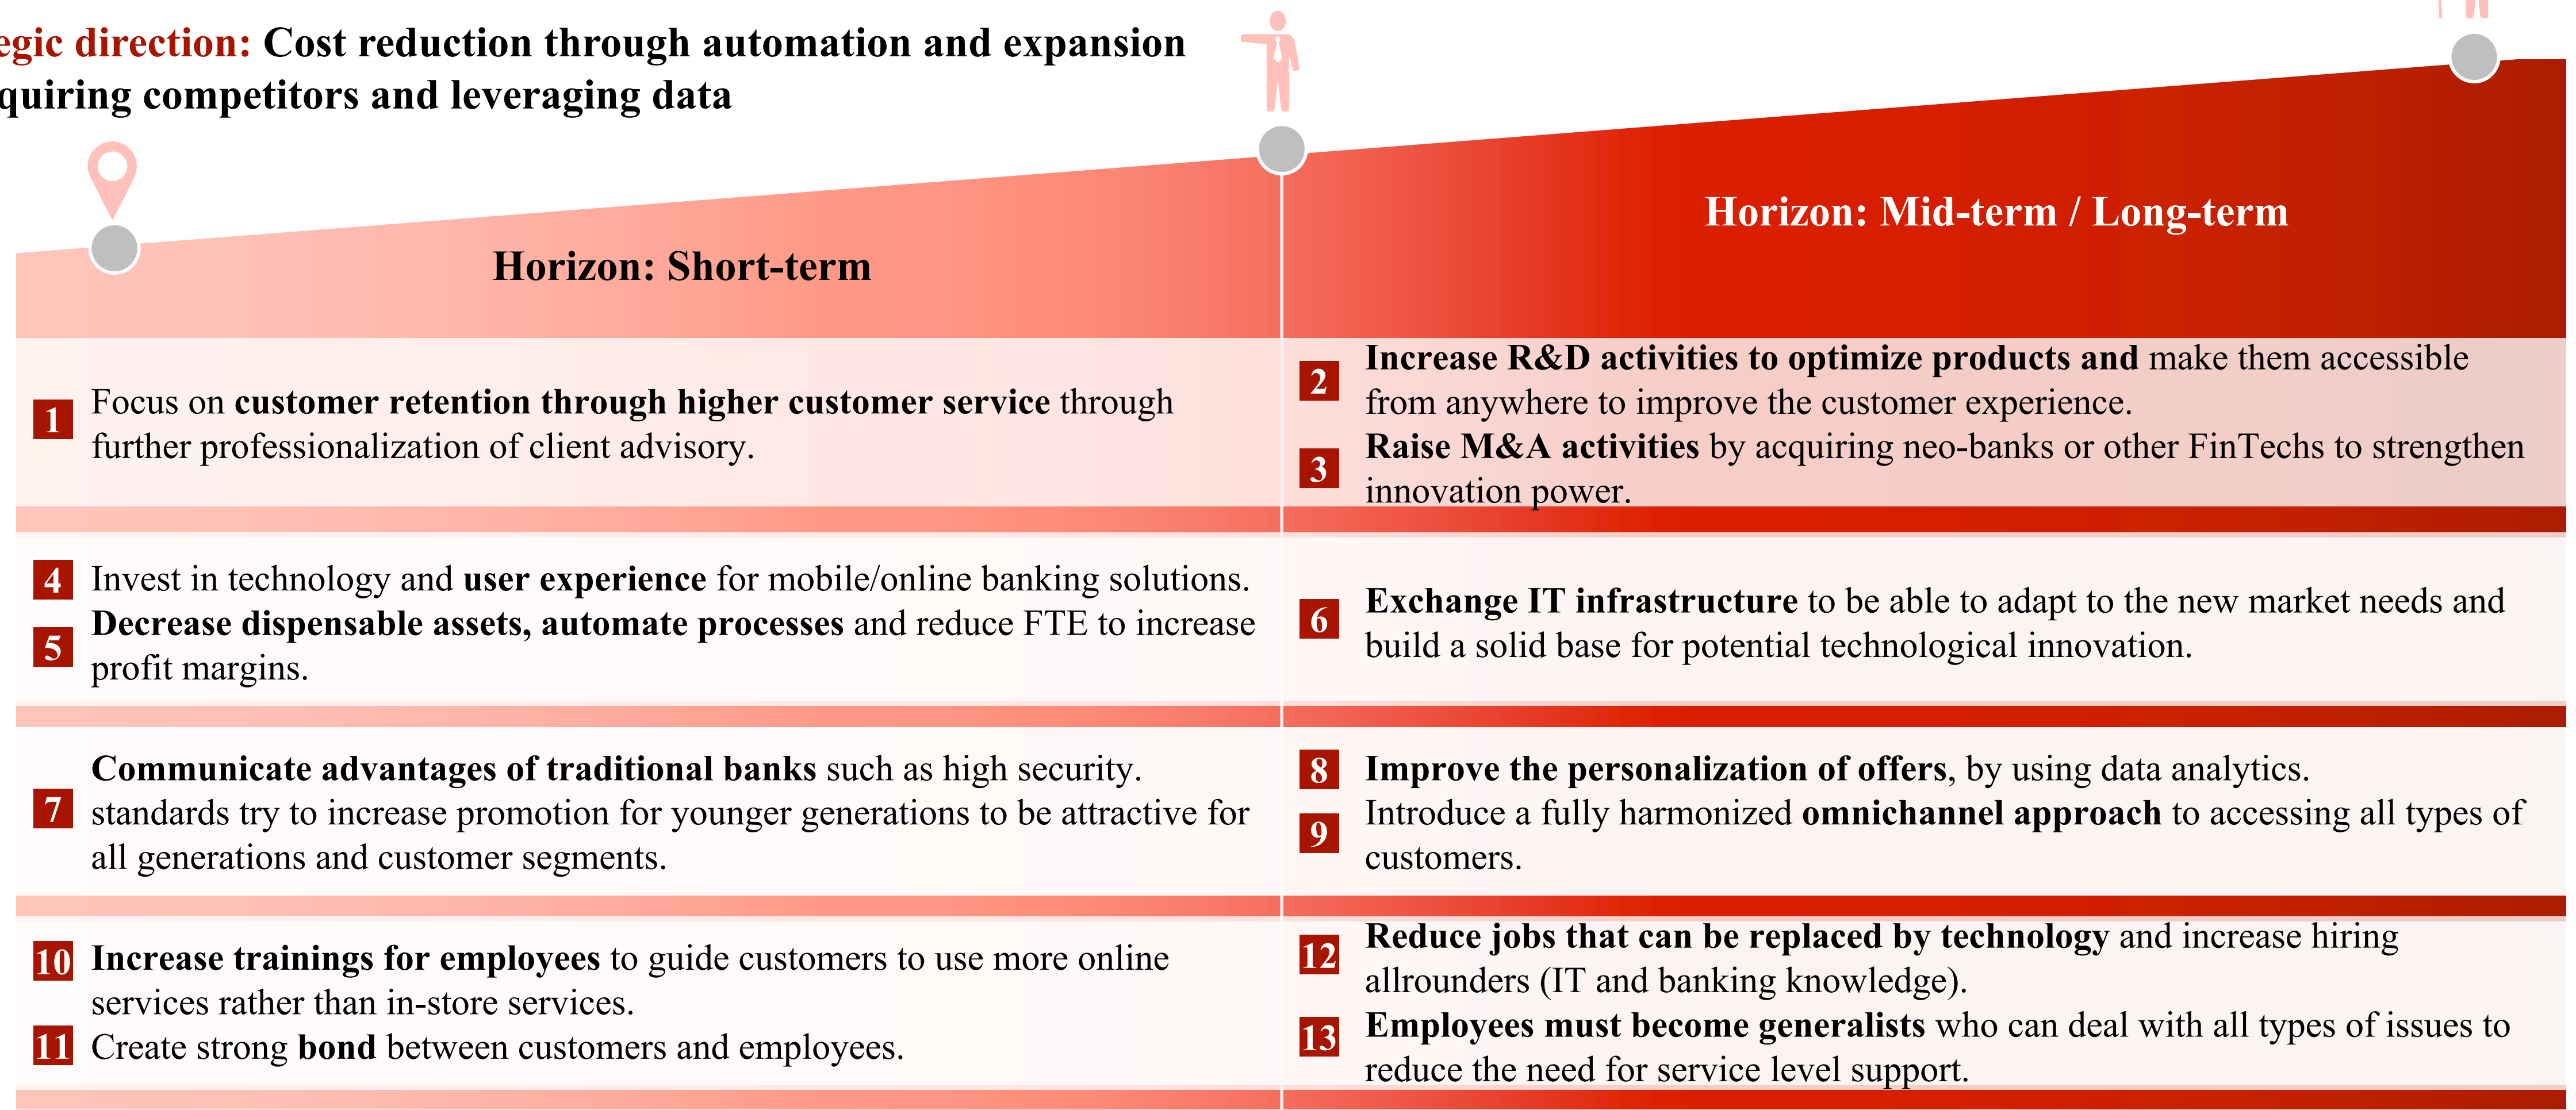 egic direction: Cost reduction through automation and expansion
quiring competitors and leveraging data
Horizon: Short-term
Horizon: Mid-term / Long-term
1 Focus on customer retention through higher customer service through
further professionalization of client advisory.
2 Increase R&D activities to optimize products and make them accessible
from anywhere to improve the customer experience.
3 Raise M&A activities by acquiring neo-banks or other FinTechs to strengthen
innovation power.
4 Invest in technology and user experience for mobile/online banking solutions.
5 Decrease dispensable assets, automate processes and reduce FTE to increase
profit margins.
6 Exchange IT infrastructure to be able to adapt to the new market needs and
build a solid base for potential technological innovation.
7 Communicate advantages of traditional banks such as high security.
standards try to increase promotion for younger generations to be attractive for
all generations and customer segments.
8 Improve the personalization of offers, by using data analytics.
9 Introduce a fully harmonized omnichannel approach to accessing all types of
customers.
10 Increase trainings for employees to guide customers to use more online
services rather than in-store services.
11 Create strong bond between customers and employees.
12 Reduce jobs that can be replaced by technology and increase hiring
allrounders (IT and banking knowledge).
13 Employees must become generalists who can deal with all types of issues to
reduce the need for service level support.